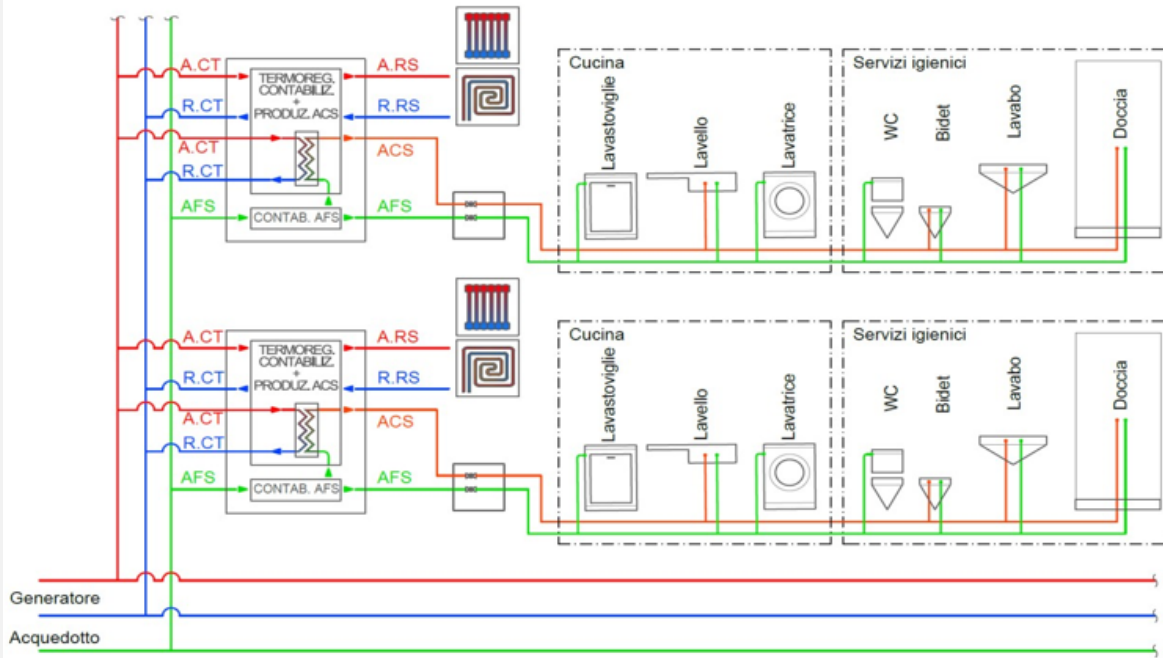 A.CT
TERMOREG.
CONTABILIZ.
+
PRODUZ. ACS
A.RS
R.CT
R.RS
A.CT
ACS
R.CT
AFS
CONTAB. AFS
AFS
Cucina
Lavastoviglie
Lavello
Lavatrice
Servizi igienici
WC
Bidet
Lavabo
Doccia
A.CT
TERMOREG.
CONTABILIZ.
+
PRODUZ. ACS
A.RS
R.CT
R.RS
A.CT
ACS
R.CT
AFS
CONTAB. AFS
AFS
Cucina
Lavastoviglie
Lavello
Lavatrice
Servizi igienici
WC
Bidet
Lavabo
Doccia
Generatore
Acquedotto